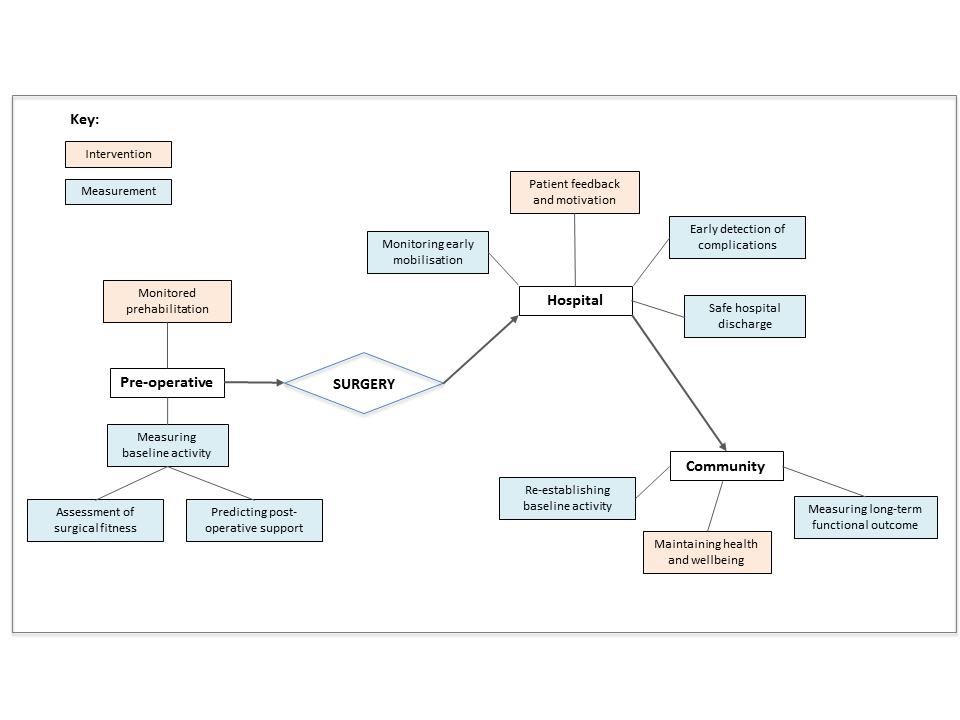 Key:
Intervention
Measurement
Patient feedback
and motivation
Monitoring early
mobilisation
Early detection of
complications
Hospital
Safe hospital
discharge
Monitored
prehabilitation
Pre-operative
SURGERY
Measuring
baseline activity
Assessment of
surgical fitness
Predicting post-
operative support
Community
Re-establishing
baseline activity
Measuring long-term
functional outcome
Maintaining health
and wellbeing